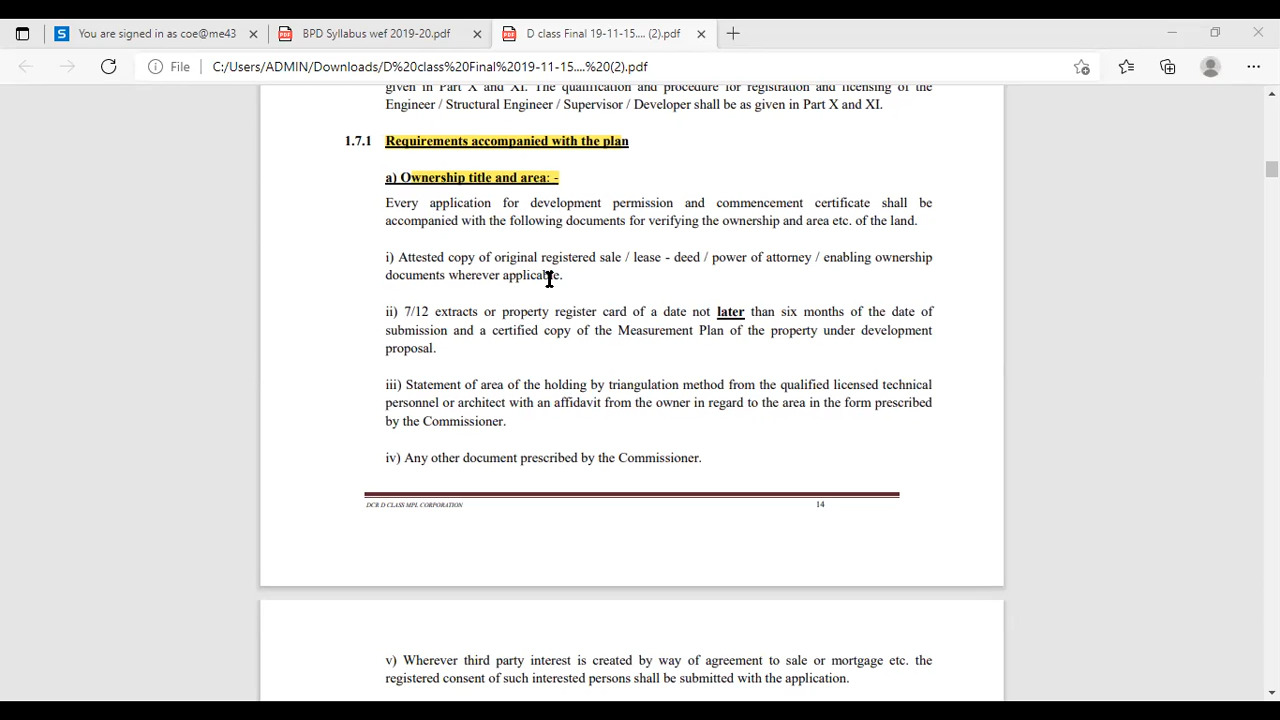 You are signed in as coe@me43
BPD Syllabus wef 2019-20.pdf
D class Final 19-11-15.... (2).pdf
File
C:/Users/ADMIN/Downloads/D%20class%20Final%2019-11-15....%20(2).pdf
given in Part X and XI. The qualification and procedure for registration and licensing of the
Engineer / Structural Engineer / Supervisor / Developer shall be as given in Part X and XI.
1.7.1 Requirements accompanied with the plan
a) Ownership title and area: -
Every application for development permission and commencement certificate shall be
accompanied with the following documents for verifying the ownership and area etc. of the land.
i) Attested copy of original registered sale / lease - deed / power of attorney / enabling ownership
documents wherever applicable.
ii) 7/12 extracts or property register card of a date not later than six months of the date of
submission and a certified copy of the Measurement Plan of the property under development
proposal.
iii) Statement of area of the holding by triangulation method from the qualified licensed technical
personnel or architect with an affidavit from the owner in regard to the area in the form prescribed
by the Commissioner.
iv) Any other document prescribed by the Commissioner.
DCR D CLASS MPL CORPORATION 14
v) Wherever third party interest is created by way of agreement to sale or mortgage etc. the
registered consent of such interested persons shall be submitted with the application.